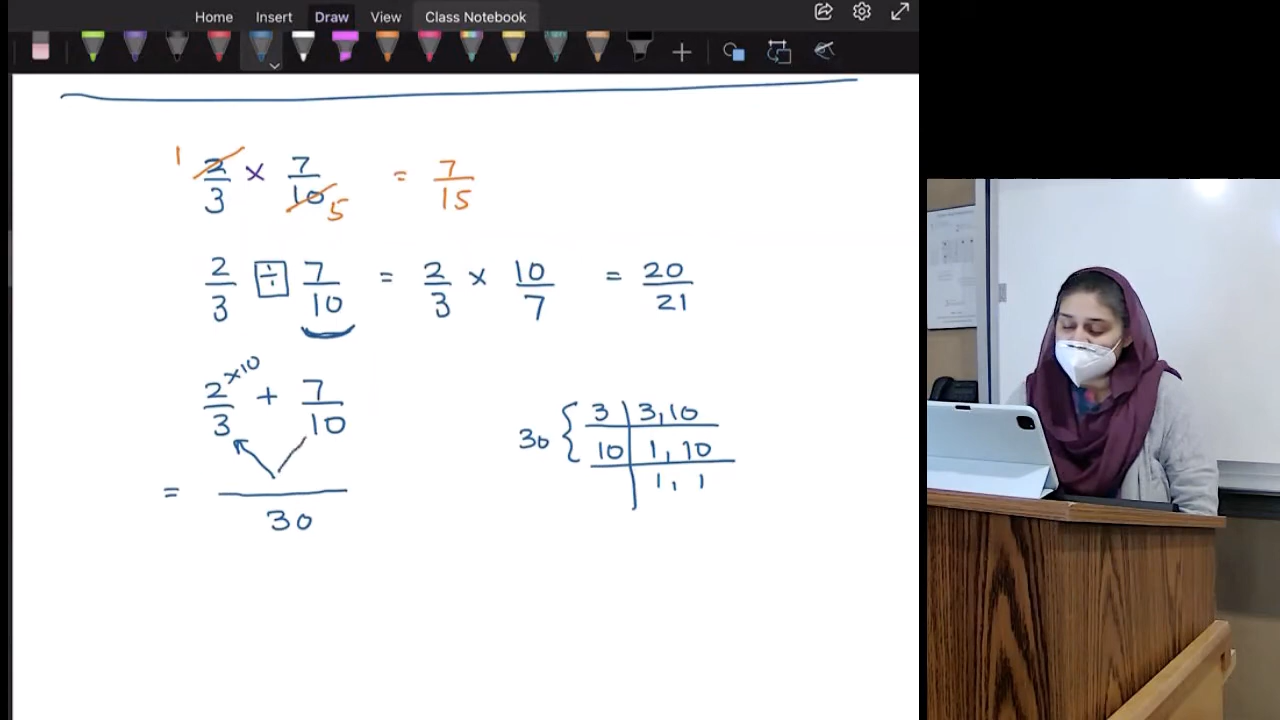 Home Insert Draw View Class Notebook
1 2/3 × 7/10 5 = 7/15
2/3 ÷ 7/10 = 2/3 × 10/7 = 20/21
2/3 ×10 + 7/10
= /30
30 { 3 | 3, 10
10 | 1, 10
| 1, 1